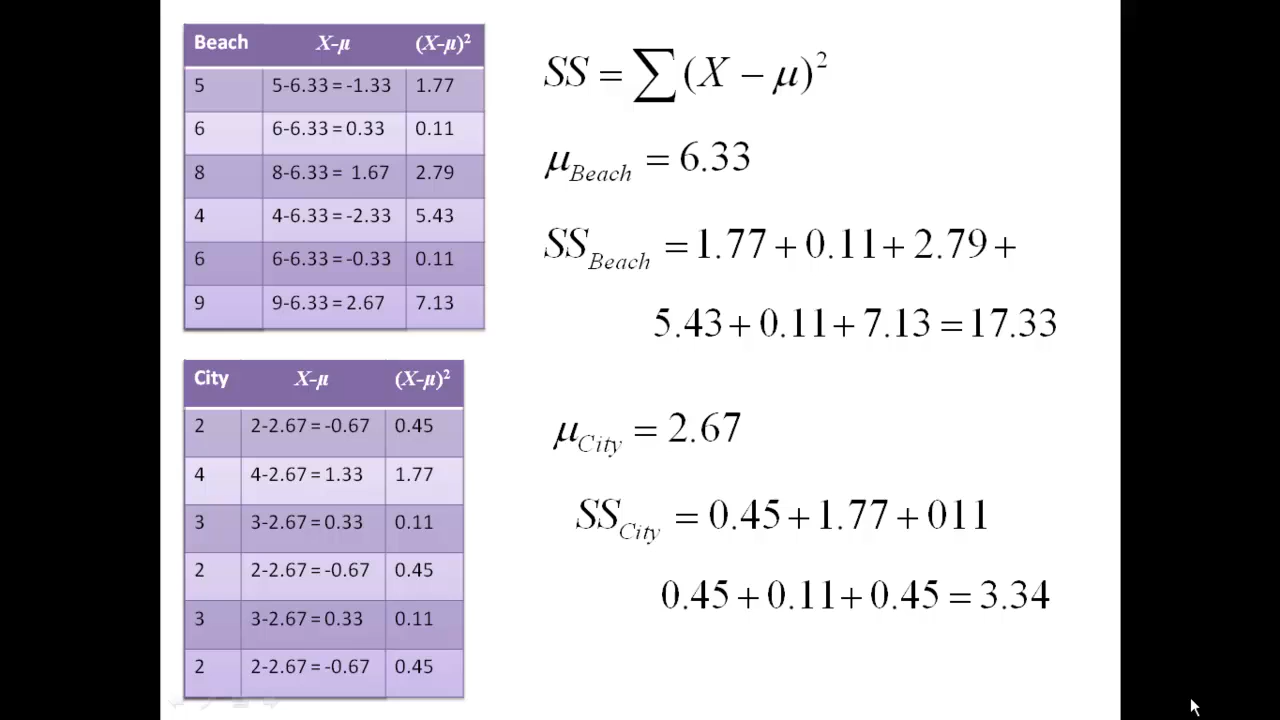 Beach X-μ (X-μ)²
5 5-6.33 = -1.33 1.77
6 6-6.33 = 0.33 0.11
8 8-6.33 = 1.67 2.79
4 4-6.33 = -2.33 5.43
6 6-6.33 = -0.33 0.11
9 9-6.33 = 2.67 7.13
City X-μ (X-μ)²
2 2-2.67 = -0.67 0.45
4 4-2.67 = 1.33 1.77
3 3-2.67 = 0.33 0.11
2 2-2.67 = -0.67 0.45
3 3-2.67 = 0.33 0.11
2 2-2.67 = -0.67 0.45
SS = ∑(X − μ)²
μ_Beach = 6.33
SS_Beach = 1.77 + 0.11 + 2.79 +
5.43 + 0.11 + 7.13 = 17.33
μ_City = 2.67
SS_City = 0.45 + 1.77 + 011
0.45 + 0.11 + 0.45 = 3.34